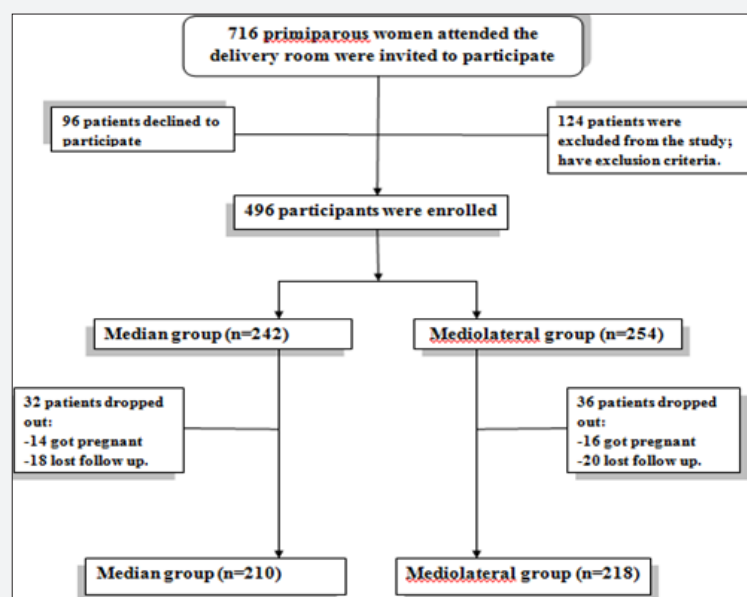 716 primiparous women attended the
delivery room were invited to participate
96 patients declined to
participate
124 patients were
excluded from the study;
have exclusion criteria.
496 participants were enrolled
Median group (n=242)
Mediolateral group (n=254)
32 patients dropped
out:
-14 got pregnant
-18 lost follow up.
36 patients dropped
out:
-16 got pregnant
-20 lost follow up.
Median group (n=210)
Mediolateral group (n=218)